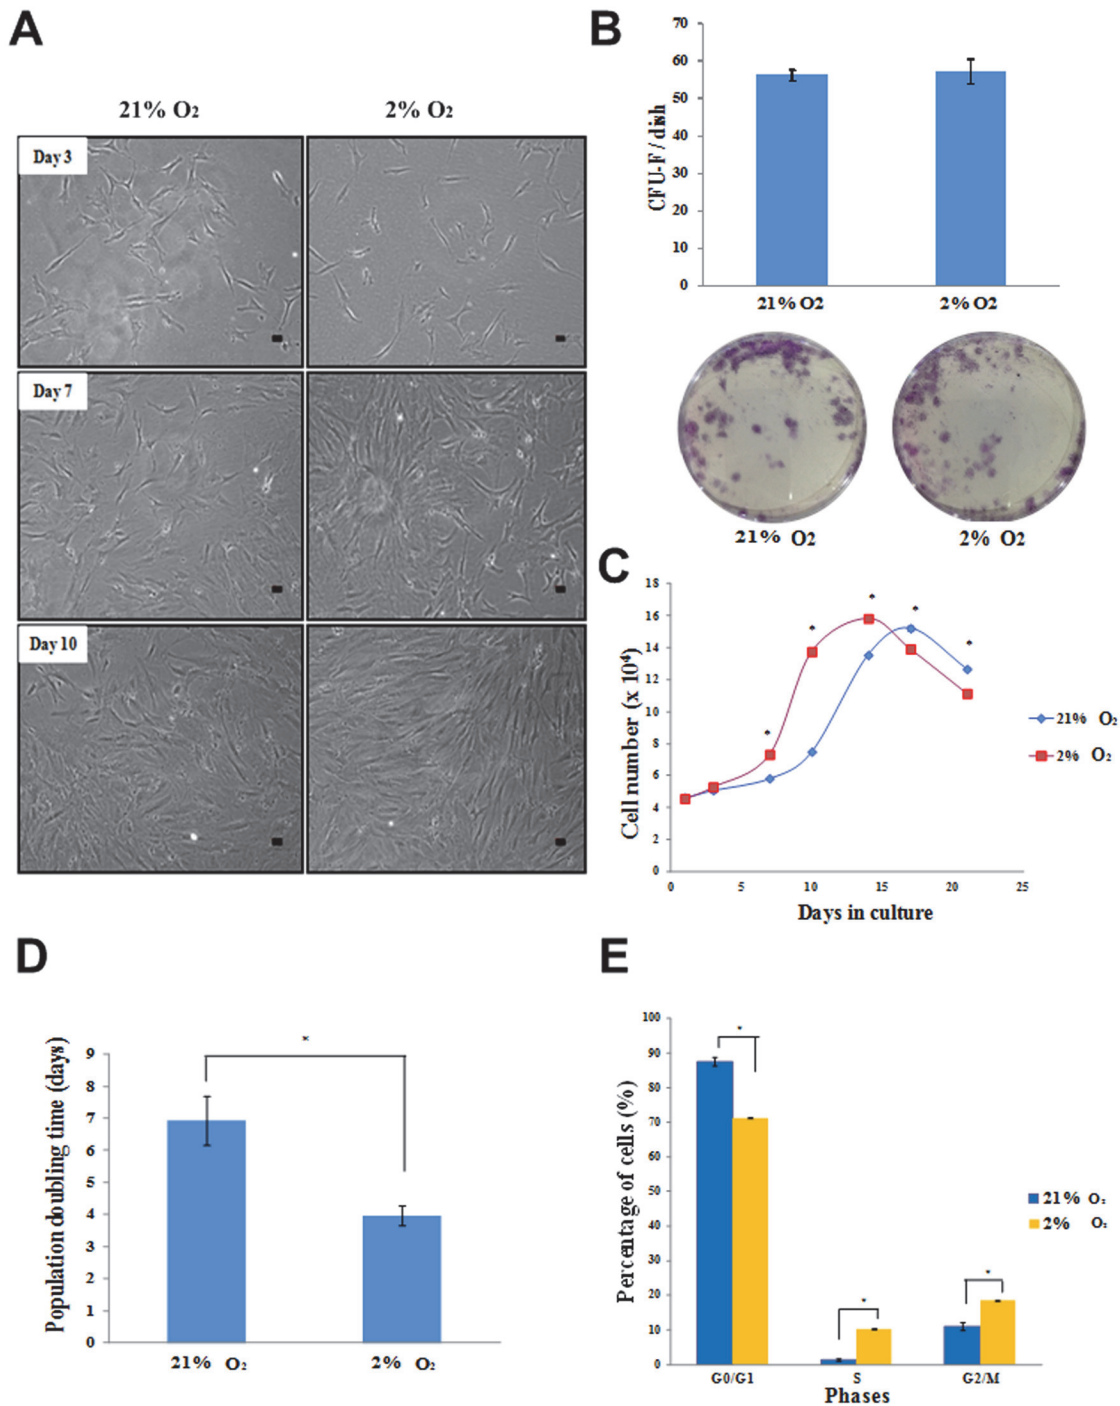 A
21% O2
2% O2
Day 3
Day 7
Day 10
B
70
60
50
40
30
20
10
0
CFU-F / dish
21% O2
2% O2
21% O2
2% O2
C
18
16
14
12
10
8
6
4
2
0
Cell number (x 10⁴)
*
*
*
*
*
0 5 10 15 20 25
Days in culture
21% O2
2% O2
D
9
8
7
6
5
4
3
2
1
0
Population doubling time (days)
*
21% O2
2% O2
E
100
90
80
70
60
50
40
30
20
10
0
Percentage of cells (%)
*
*
*
G0/G1 S G2/M
Phases
21% O2
2% O2